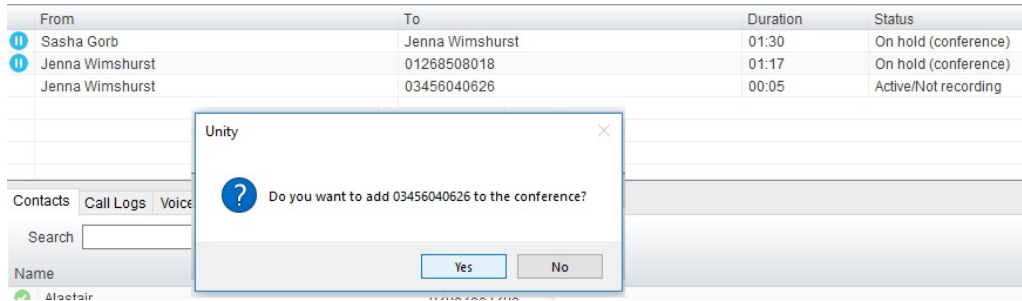 From To Duration Status
Sasha Gorb Jenna Wimshurst 01:30 On hold (conference)
Jenna Wimshurst 01268508018 01:17 On hold (conference)
Jenna Wimshurst 03456040626 00:05 Active/Not recording
Unity
Do you want to add 03456040626 to the conference?
Contacts Call Logs Voice
Search
Yes No
Name
Alastair